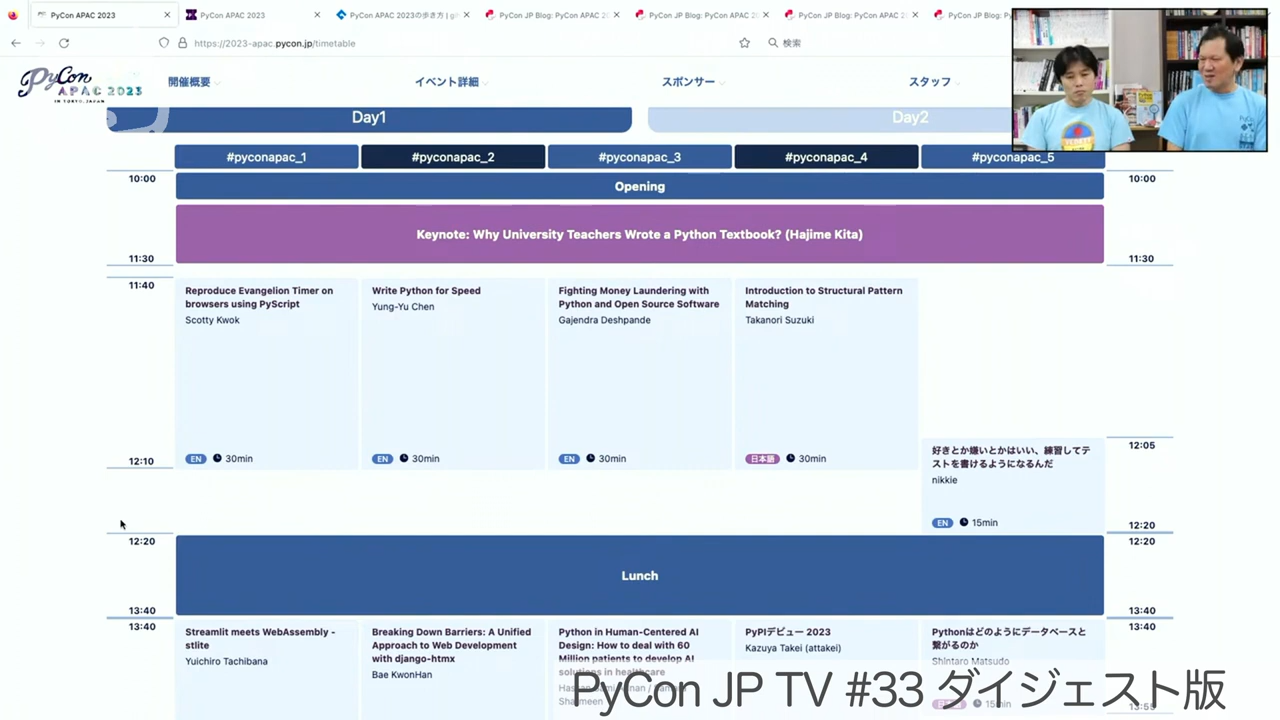 PyCon APAC 2023
PyCon APAC 2023
PyCon APAC 2023の歩き方 | gi
PyCon JP Blog: PyCon APAC 2
PyCon JP Blog: PyCon APAC 2
PyCon JP Blog: PyCon APAC 2
PyCon JP Blog: Py
https://2023-apac.pycon.jp/timetable
検索
PyCon
APAC 2023
IN TOKYO, JAPAN
開催概要
イベント詳細
スポンサー
スタッフ
Day1
Day2
#pyconapac_1
#pyconapac_2
#pyconapac_3
#pyconapac_4
#pyconapac_5
10:00
Opening
10:00
Keynote: Why University Teachers Wrote a Python Textbook? (Hajime Kita)
11:30
11:30
11:40
Reproduce Evangelion Timer on
browsers using PyScript
Scotty Kwok
EN 30min
Write Python for Speed
Yung-Yu Chen
EN 30min
Fighting Money Laundering with
Python and Open Source Software
Gajendra Deshpande
EN 30min
Introduction to Structural Pattern
Matching
Takanori Suzuki
日本語 30min
12:10
12:05
好きとか嫌いとかはいい、練習してテ
ストを書けるようになるんだ
nikkie
EN 15min
12:20
12:20
12:20
Lunch
13:40
13:40
13:40
13:40
Streamlit meets WebAssembly -
stlite
Yuichiro Tachibana
Breaking Down Barriers: A Unified
Approach to Web Development
with django-htmx
Bae KwonHan
Python in Human-Centered AI
Design: How to deal with 60
Million patients to develop AI
solutions in healthcare
Sharmeen
PyPIデビュー 2023
Kazuya Takei (attakei)
Pythonはどのようにデータベースと
繋がるのか
Shintaro Matsudo
15min
13:55
PyCon JP TV #33 ダイジェスト版